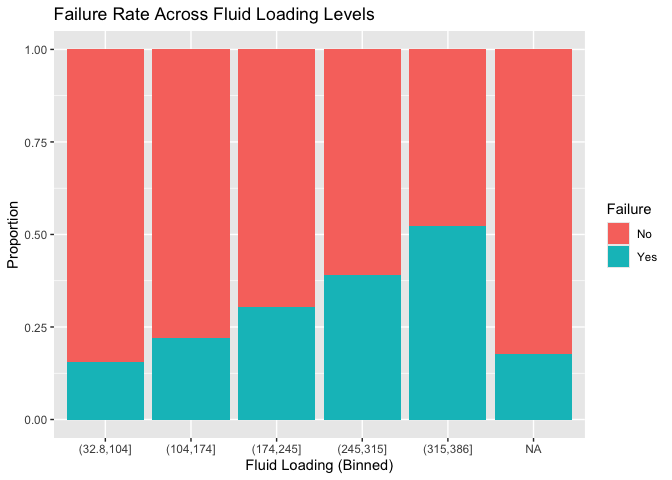 Failure Rate Across Fluid Loading Levels
Proportion
1.00
0.75
0.50
0.25
0.00
(32.8,104] (104,174] (174,245] (245,315] (315,386] NA
Fluid Loading (Binned)
Failure
No
Yes